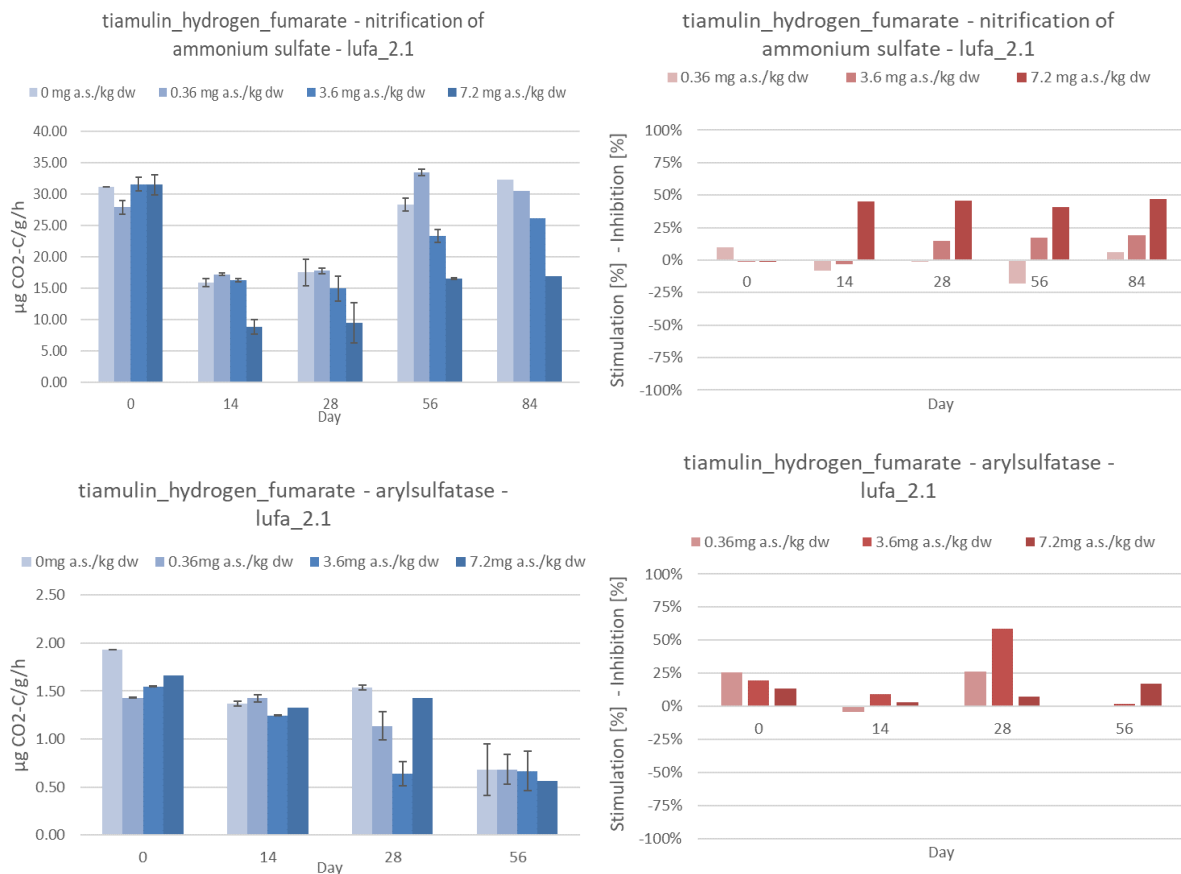 tiamulin_hydrogen_fumarate - nitrification of
ammonium sulfate - lufa_2.1
0 mg a.s./kg dw 0.36 mg a.s./kg dw 3.6 mg a.s./kg dw 7.2 mg a.s./kg dw
µg CO2-C/g/h
40.00
35.00
30.00
25.00
20.00
15.00
10.00
5.00
0.00
0 14 28 56 84
Day
tiamulin_hydrogen_fumarate - nitrification of
ammonium sulfate - lufa_2.1
0.36 mg a.s./kg dw 3.6 mg a.s./kg dw 7.2 mg a.s./kg dw
Stimulation [%] - Inhibition [%]
100%
75%
50%
25%
0%
-25%
-50%
-75%
-100%
0 14 28 56 84
Day
tiamulin_hydrogen_fumarate - arylsulfatase -
lufa_2.1
0mg a.s./kg dw 0.36mg a.s./kg dw 3.6mg a.s./kg dw 7.2mg a.s./kg dw
µg CO2-C/g/h
2.50
2.00
1.50
1.00
0.50
0.00
0 14 28 56
Day
tiamulin_hydrogen_fumarate - arylsulfatase -
lufa_2.1
0.36mg a.s./kg dw 3.6mg a.s./kg dw 7.2mg a.s./kg dw
Stimulation [%] - Inhibition [%]
100%
75%
50%
25%
0%
-25%
-50%
-75%
-100%
0 14 28 56
Day